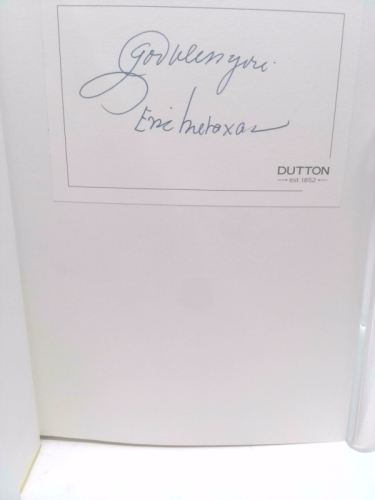 God bless you.
Eric Metaxas
DUTTON
est. 1852